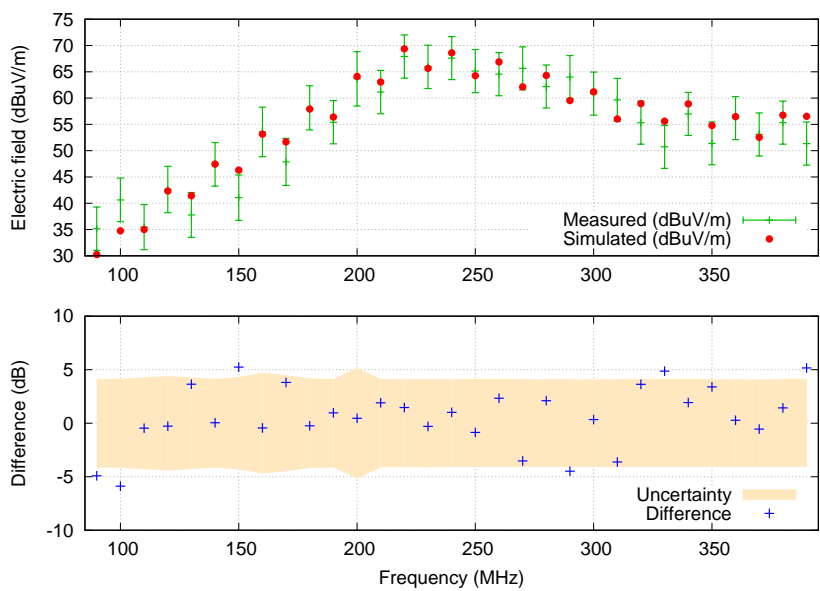 75
70
65
60
55
50
45
40
35
30
Electric field (dBuV/m)
Measured (dBuV/m)
Simulated (dBuV/m)
100 150 200 250 300 350
10
5
0
-5
-10
Difference (dB)
Uncertainty
Difference
100 150 200 250 300 350
Frequency (MHz)